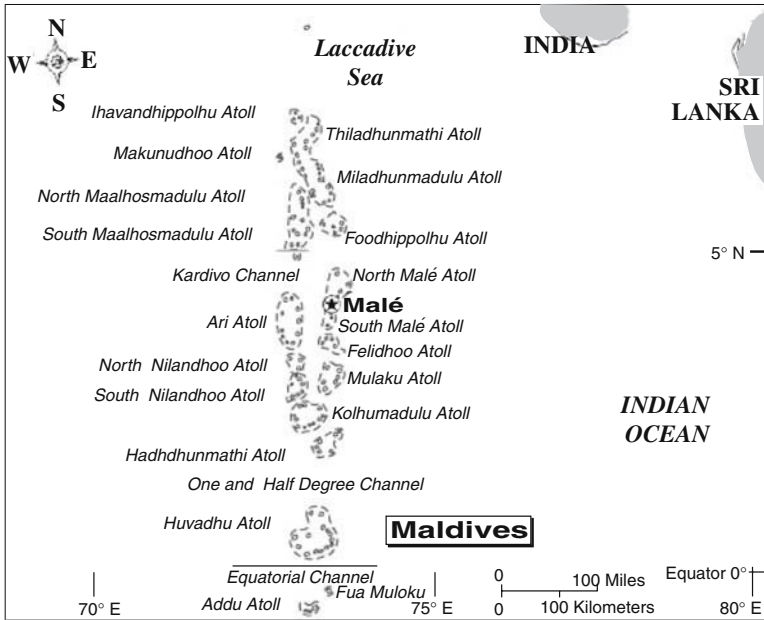 N
W E
S
Laccadive
Sea
INDIA
SRI
LANKA
Ihavandhippolhu Atoll
Thiladhunmathi Atoll
Makunudhoo Atoll
Miladhunmadulu Atoll
North Maalhosmadulu Atoll
South Maalhosmadulu Atoll
Foodhippolhu Atoll
5° N
Kardivo Channel
North Malé Atoll
Malé
Ari Atoll
South Malé Atoll
Felidhoo Atoll
North Nilandhoo Atoll
Mulaku Atoll
South Nilandhoo Atoll
Kolhumadulu Atoll
INDIAN
OCEAN
Hadhdhunmathi Atoll
One and Half Degree Channel
Huvadhu Atoll
Maldives
Equatorial Channel
0 100 Miles
Equator 0°
Fua Muloku
70° E
Addu Atoll
75° E
0 100 Kilometers
80° E